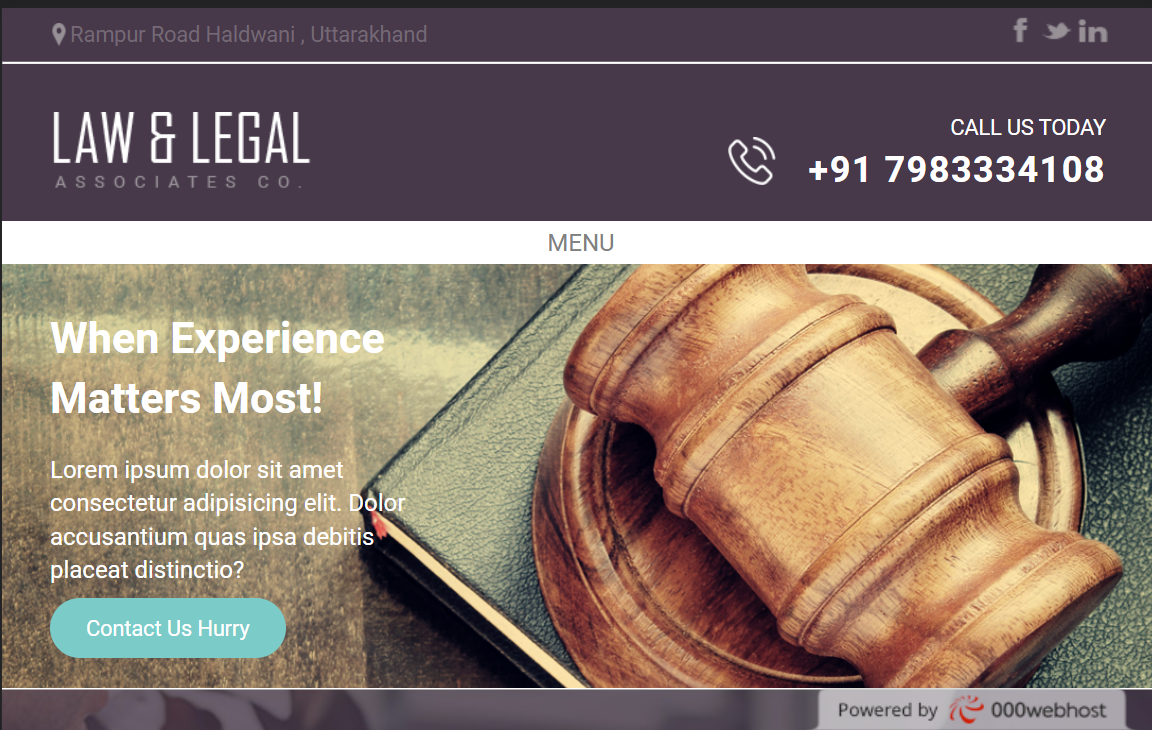 Rampur Road Haldwani , Uttarakhand
f in
LAW & LEGAL
ASSOCIATES CO.
CALL US TODAY
+91 7983334108
MENU
When Experience
Matters Most!
Lorem ipsum dolor sit amet
consectetur adipisicing elit. Dolor
accusantium quas ipsa debitis
placeat distinctio?
Contact Us Hurry
Powered by 000webhost